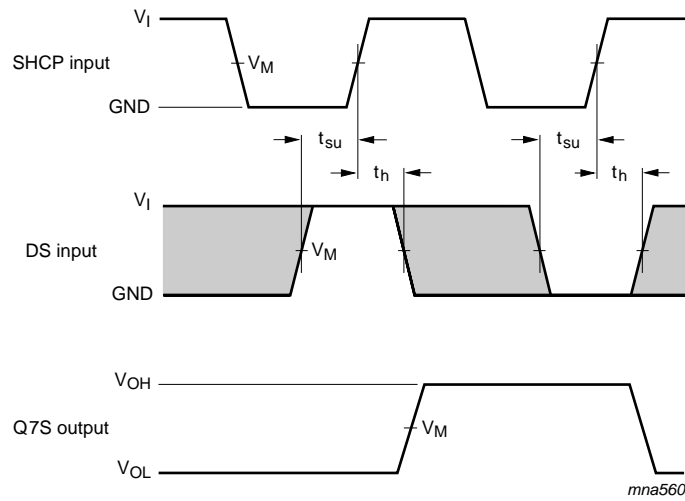 VI
SHCP input
VM
GND
tsu
tsu
th
th
VI
DS input
VM
GND
VOH
Q7S output
VM
VOL
mna560